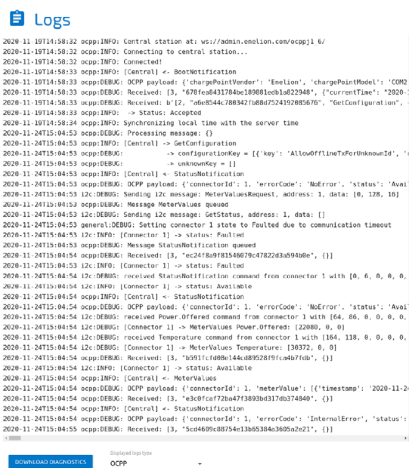 Logs
2020-11-19T14:58:32 ocpp:INFO: Central station at: ws://admin.emelion.com/ocppj1 6/
2020-11-19T14:58:32 ocpp:INFO: Connecting to central station...
2020-11-19T14:58:33 ocpp:INFO: Connected!
2020-11-19T14:58:33 ocpp:INFO: [Central] <- BootNotification
2020-11-19T14:58:33 ocpp:DEBUG: OCPP payload: {'chargePointVendor': 'Emelion', 'chargePointModel': 'COM2
2020-11-19T14:58:33 ocpp:DEBUG: Received: [3, {"currentTime": "2020-
2020-11-19T14:58:33 ocpp:DEBUG: Received: b'[2, "GetConfiguration",
2020-11-19T14:58:33 ocpp:INFO: -> Status: Accepted
2020-11-19T14:58:34 ocpp:INFO: Synchronizing local time with the server time
2020-11-24T15:04:53 ocpp:DEBUG: Processing message: {}
2020-11-24T15:04:53 ocpp:INFO: [Central] -> GetConfiguration
2020-11-24T15:04:53 ocpp:DEBUG: -> configurationKey = [{'key': 'AllowOfflineTxForUnknownId',
2020-11-24T15:04:53 ocpp:DEBUG: -> unknownKey = []
2020-11-24T15:04:53 ocpp:INFO: [Central] <- StatusNotification
2020-11-24T15:04:53 ocpp:DEBUG: OCPP payload: {'connectorId': 1, 'errorCode': 'NoError', 'status': 'Avai
2020-11-24T15:04:53 i2c:DEBUG: Sending i2c message: MeterValuesRequest, address: 1, data: [0, 128, 16]
2020-11-24T15:04:53 ocpp:DEBUG: Message MeterValues queued
2020-11-24T15:04:53 i2c:DEBUG: Sending i2c message: GetStatus, address: 1, data: []
2020-11-24T15:04:53 general:DEBUG: Setting connector 1 state to Faulted due to communication timeout
2020-11-24T15:04:53 i2c:INFO: [Connector 1] -> status: Faulted
2020-11-24T15:04:53 ocpp:DEBUG: Message StatusNotification queued
2020-11-24T15:04:54 ocpp:DEBUG: Received: [3, {}]
2020-11-24T15:04:53 i2c:INFO: [Connector 1] -> status: Faulted
2020-11-24T15:04:54 i2c:DEBUG: received StatusNotification command from connector 1 with [0, 6, 0, 0, 0,
2020-11-24T15:04:54 i2c:INFO: [Connector 1] -> status: Available
2020-11-24T15:04:54 ocpp:INFO: [Central] <- StatusNotification
2020-11-24T15:04:54 ocpp:DEBUG: OCPP payload: {'connectorId': 1, 'errorCode': 'NoError', 'status': 'Avai
2020-11-24T15:04:54 i2c:DEBUG: received Power.Offered command from connector 1 with [64, 86, 0, 0, 0, 0,
2020-11-24T15:04:54 i2c:DEBUG: [Connector 1] -> MeterValues Power.Offered: [22080, 0, 0]
2020-11-24T15:04:54 i2c:DEBUG: received Temperature command from connector 1 with [164, 118, 0, 0, 0, 0,
2020-11-24T15:04:54 i2c:DEBUG: [Connector 1] -> MeterValues Temperature: [30372, 0, 0]
2020-11-24T15:04:54 ocpp:DEBUG: Received: [3, {}]
2020-11-24T15:04:54 i2c:INFO: [Connector 1] -> status: Available
2020-11-24T15:04:54 ocpp:INFO: [Central] <- MeterValues
2020-11-24T15:04:54 ocpp:DEBUG: OCPP payload: {'connectorId': 1, 'meterValue': [{'timestamp': '2020-11-2
2020-11-24T15:04:55 ocpp:DEBUG: Received: [3, {}]
2020-11-24T15:04:55 ocpp:INFO: [Central] <- StatusNotification
2020-11-24T15:04:55 ocpp:DEBUG: OCPP payload: {'connectorId': 1, 'errorCode': 'InternalError', 'status':
2020-11-24T15:04:55 ocpp:DEBUG: Received: [3, {}]
Displayed logs type
DOWNLOAD DIAGNOSTICS OCPP